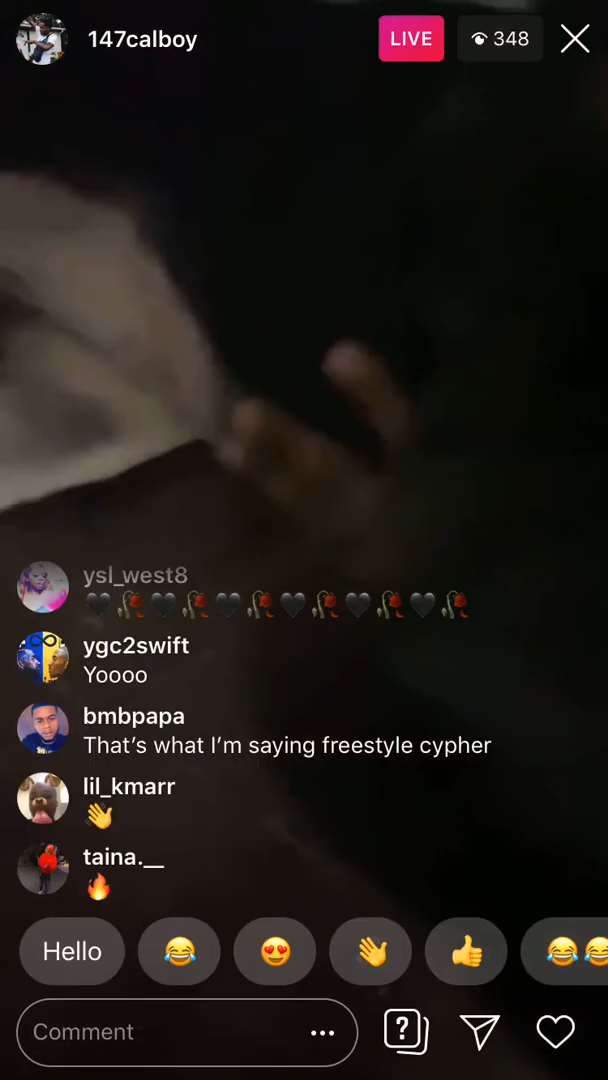 147calboy
LIVE
348
ysl_west8
🖤🥀🖤🥀🖤🥀🖤🥀🖤🥀🖤🥀
ygc2swift
Yoooo
bmbpapa
That’s what I’m saying freestyle cypher
lil_kmarr
👋
taina.__
🔥
Hello 😂 😍 👋 👍 😂😂
Comment